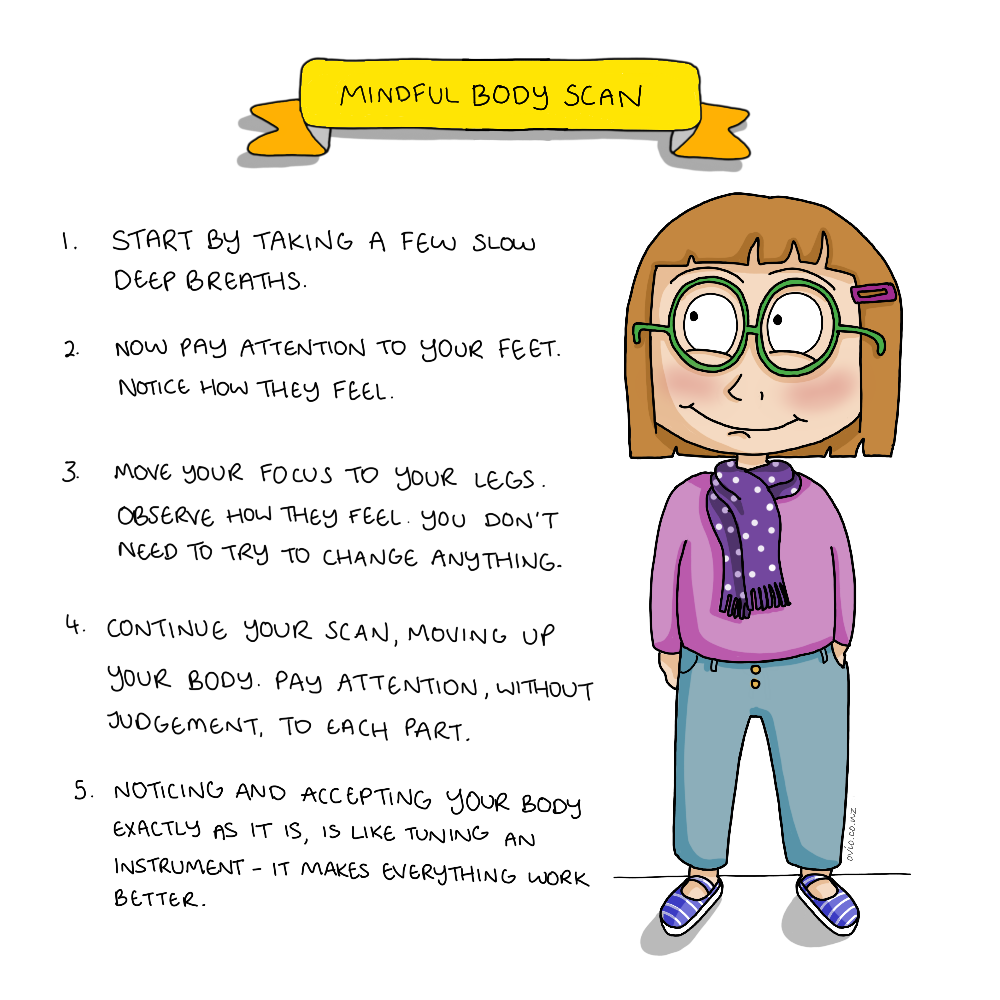 MINDFUL BODY SCAN
1. START BY TAKING A FEW SLOW
DEEP BREATHS.
2. NOW PAY ATTENTION TO YOUR FEET.
NOTICE HOW THEY FEEL.
3. MOVE YOUR FOCUS TO YOUR LEGS.
OBSERVE HOW THEY FEEL. YOU DON'T
NEED TO TRY TO CHANGE ANYTHING.
4. CONTINUE YOUR SCAN, MOVING UP
YOUR BODY. PAY ATTENTION, WITHOUT
JUDGEMENT, TO EACH PART.
5. NOTICING AND ACCEPTING YOUR BODY
EXACTLY AS IT IS, IS LIKE TUNING AN
INSTRUMENT - IT MAKES EVERYTHING WORK
BETTER.
ovio.co.nz